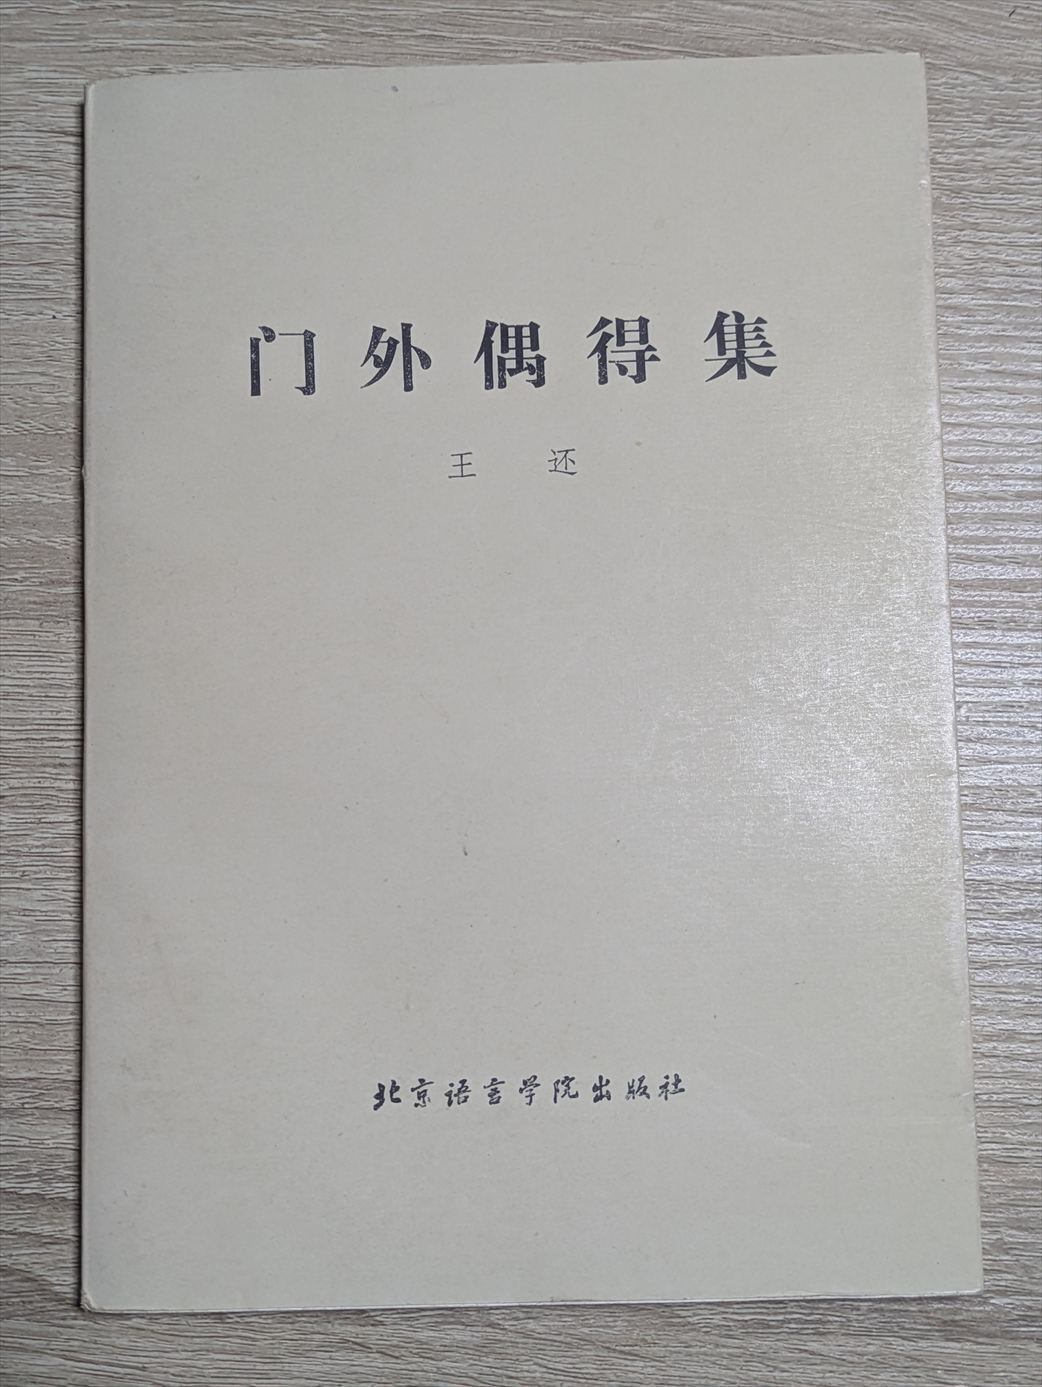 门外偶得集
王还
北京语言学院出版社